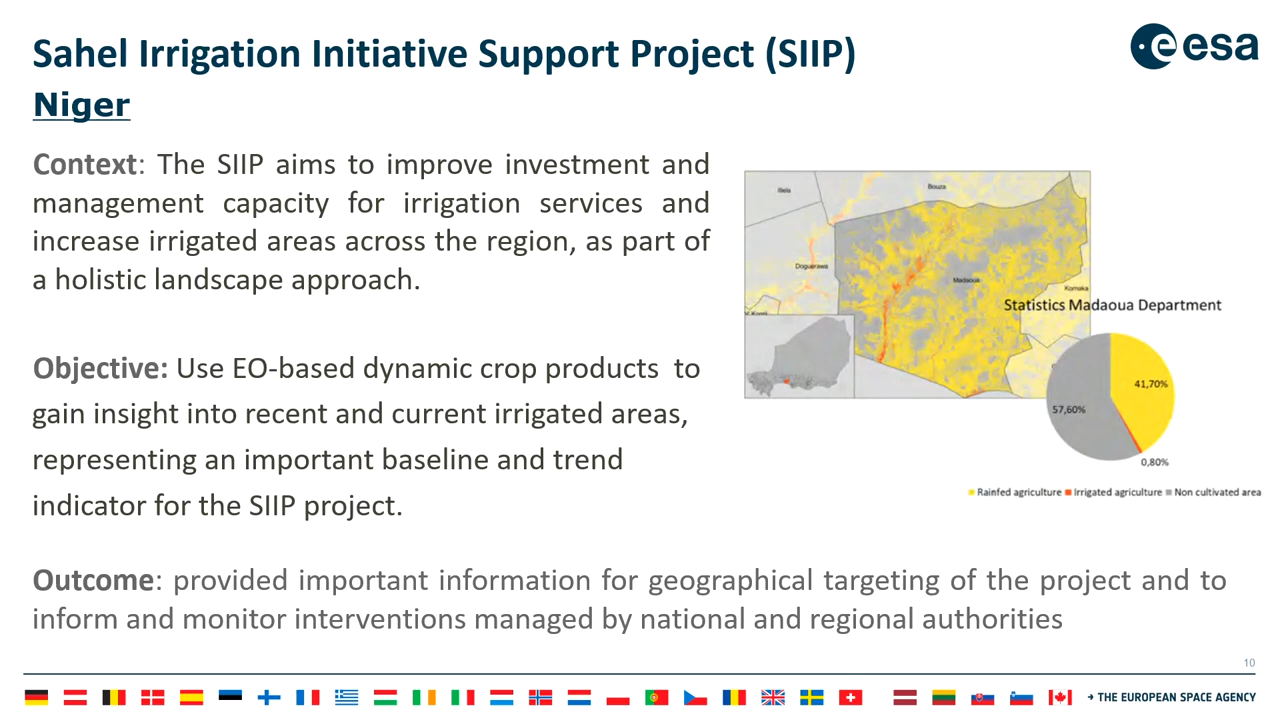 Sahel Irrigation Initiative Support Project (SIIP)
Niger
esa
Context: The SIIP aims to improve investment and
management capacity for irrigation services and
increase irrigated areas across the region, as part of
a holistic landscape approach.
Objective: Use EO-based dynamic crop products  to
gain insight into recent and current irrigated areas,
representing an important baseline and trend
indicator for the SIIP project.
Illela
Bouza
Doguerawa
Madaoua
Kornaka
Statistics Madaoua Department
41,70%
57,60%
0,80%
Rainfed agriculture Irrigated agriculture Non cultivated area
Outcome: provided important information for geographical targeting of the project and to
inform and monitor interventions managed by national and regional authorities
10
→ THE EUROPEAN SPACE AGENCY